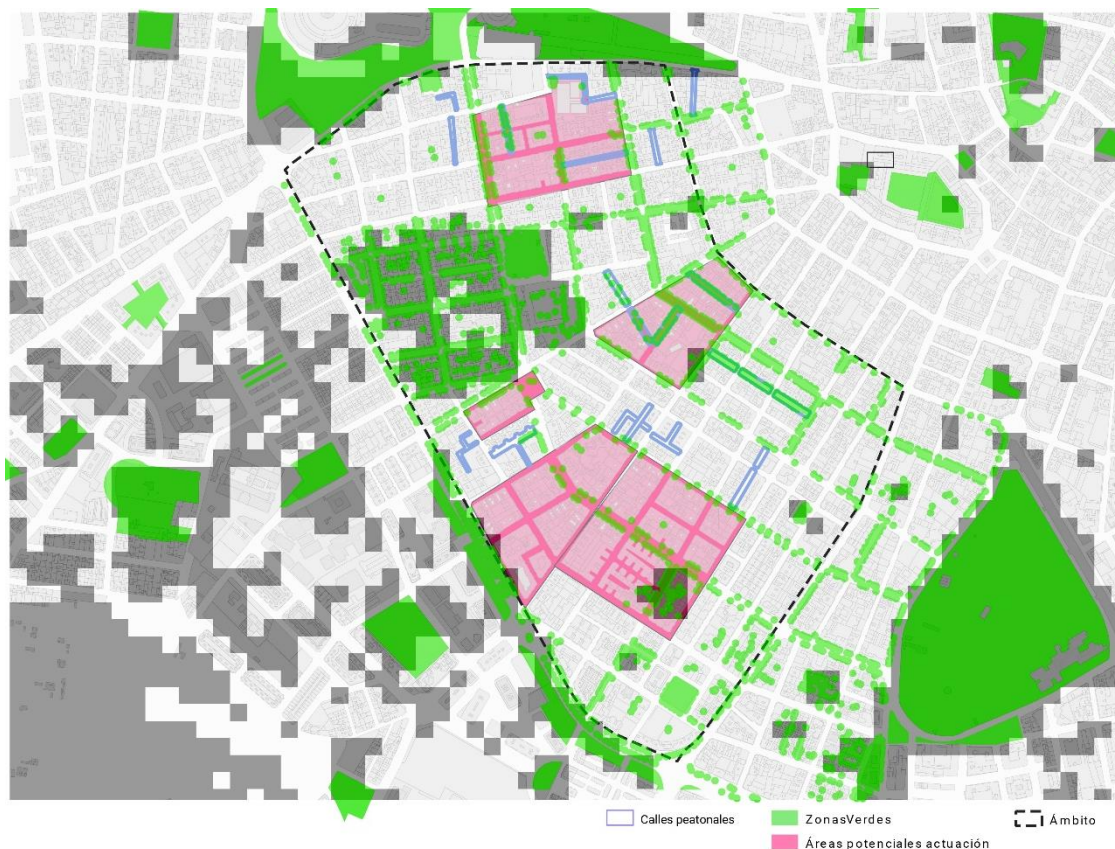 Calles peatonales
ZonasVerdes
Ámbito
Áreas potenciales actuación